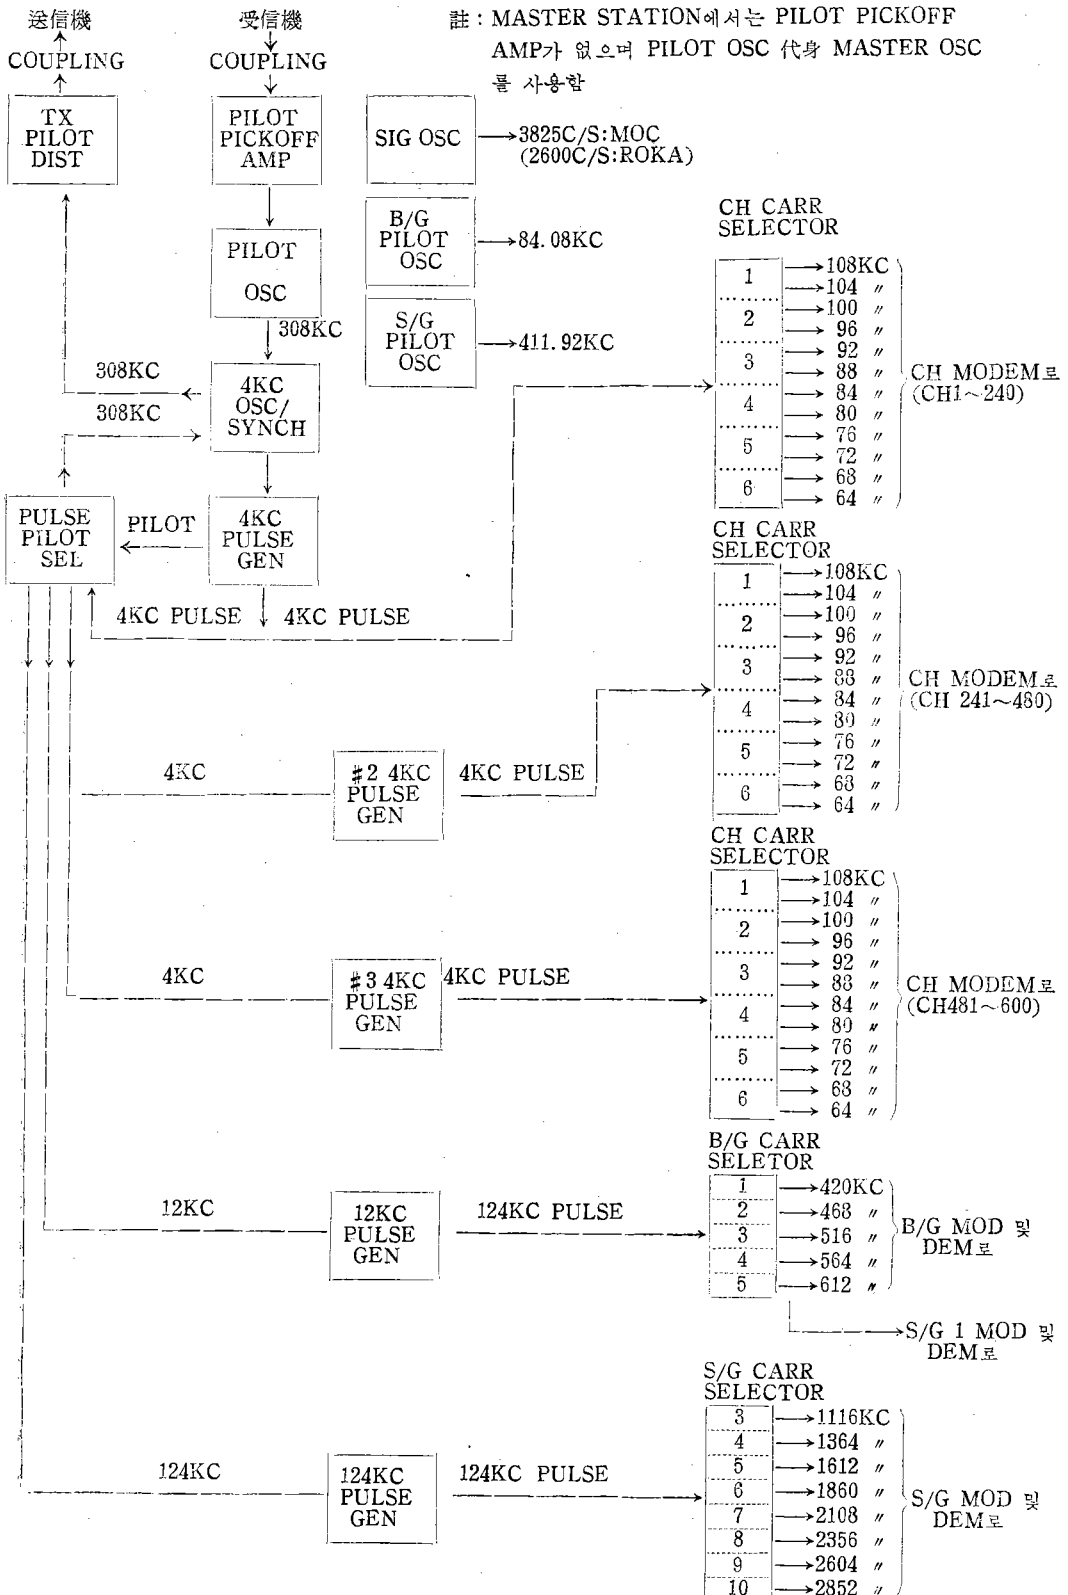 送信機
受信機
註 : MASTER STATION에서는 PILOT PICKOFF
AMP가 없으며 PILOT OSC 代身 MASTER OSC
를 사용함
COUPLING
COUPLING
TX
PILOT
DIST
PILOT
PICKOFF
AMP
SIG OSC
3825C/S:MOC
(2600C/S:ROKA)
B/G
PILOT
OSC
84.08KC
PILOT
OSC
S/G
PILOT
OSC
411.92KC
308KC
308KC
308KC
4KC
OSC/
SYNCH
PULSE
PILOT
SEL
PILOT
4KC
PULSE
GEN
4KC PULSE
4KC PULSE
CH CARR
SELECTOR
1
108KC
104 〃
2
100 〃
96 〃
3
92 〃
88 〃
4
84 〃
80 〃
5
76 〃
72 〃
6
68 〃
64 〃
CH MODEM로
(CH1~240)
CH CARR
SELECTOR
1
108KC
104 〃
2
100 〃
96 〃
3
92 〃
88 〃
4
84 〃
80 〃
5
76 〃
72 〃
6
68 〃
64 〃
CH MODEM로
(CH 241~480)
4KC
#2 4KC
PULSE
GEN
4KC PULSE
CH CARR
SELECTOR
1
108KC
104 〃
2
100 〃
96 〃
3
92 〃
88 〃
4
84 〃
80 〃
5
76 〃
72 〃
6
68 〃
64 〃
CH MODEM로
(CH481~600)
4KC
#3 4KC
PULSE
GEN
4KC PULSE
B/G CARR
SELETOR
1
420KC
2
468 〃
3
516 〃
4
564 〃
5
612 〃
B/G MOD 및
DEM로
12KC
12KC
PULSE
GEN
124KC PULSE
S/G 1 MOD 및
DEM로
S/G CARR
SELECTOR
3
1116KC
4
1364 〃
5
1612 〃
6
1860 〃
7
2108 〃
8
2356 〃
9
2604 〃
10
2852 〃
S/G MOD 및
DEM로
124KC
124KC
PULSE
GEN
124KC PULSE